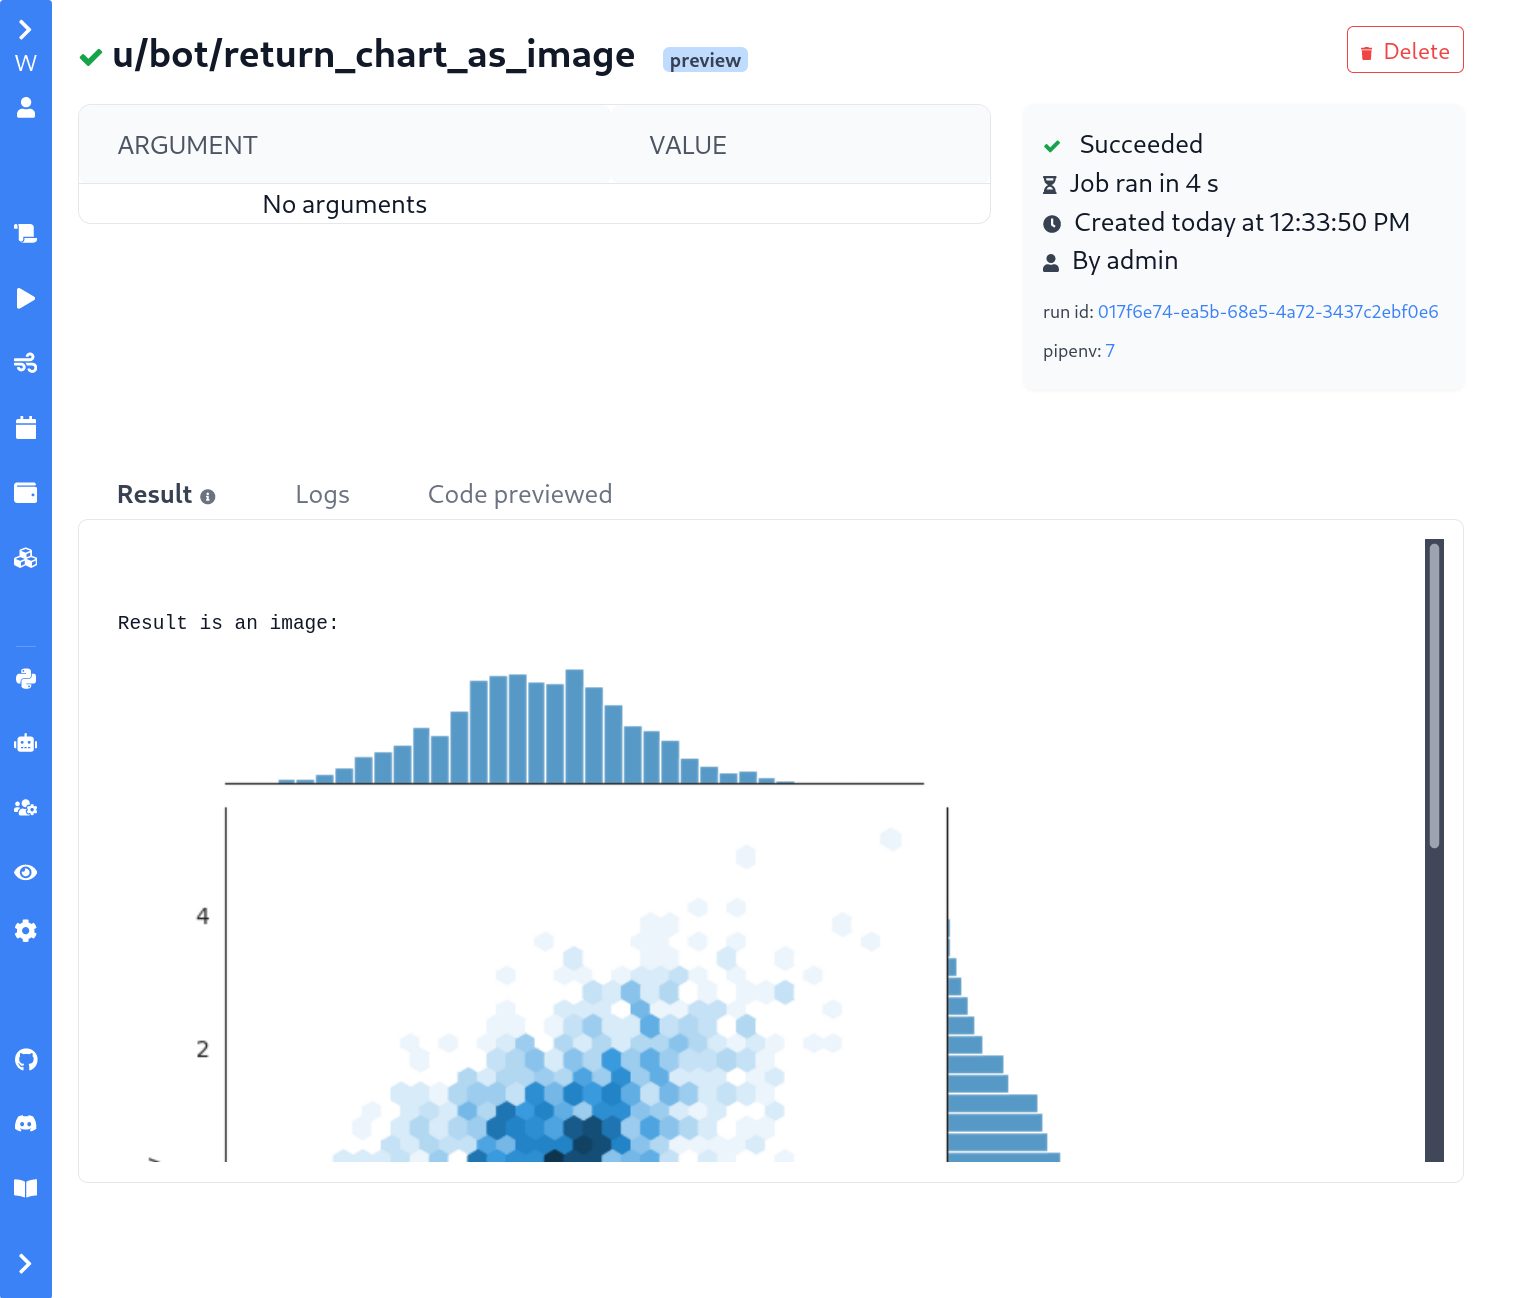 W
u/bot/return_chart_as_image preview
Delete
ARGUMENT VALUE
No arguments
Succeeded
Job ran in 4 s
Created today at 12:33:50 PM
By admin
run id: 017f6e74-ea5b-68e5-4a72-3437c2ebf0e6
pipenv: 7
Result Logs Code previewed
Result is an image:
4
2